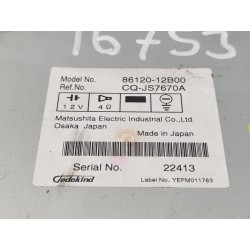 16753
Model No. 86120-12B00
Ref.No. CQ-JS7670A
12V 4Ω
Matsushita Electric Industrial Co.,Ltd.
Osaka Japan Made in Japan
Serial No. 22413
Gedekind Label No. YEFM011763